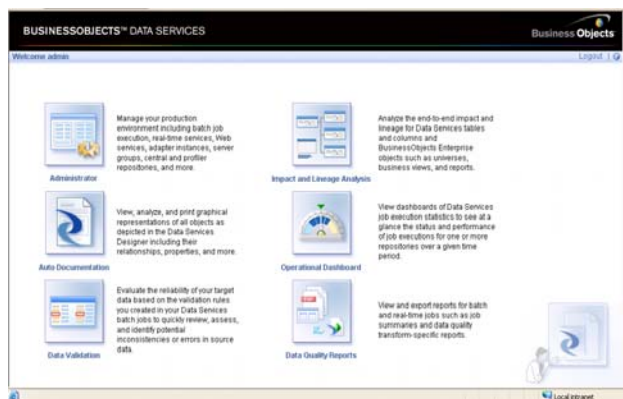 BUSINESSOBJECTS™ DATA SERVICES
Business Objects
Welcome admin
Logout |
Manage your production
environment including batch job
execution, real-time services, Web
services, adapter instances, server
groups, central and profiler
repositories, and more.
Administrator
Analyze the end-to-end impact and
lineage for Data Services tables
and columns and
BusinessObjects Enterprise
objects such as universes,
business views, and reports.
Impact and Lineage Analysis
View, analyze, and print graphical
representations of all objects as
depicted in the Data Services
Designer including their
relationships, properties, and more.
Auto Documentation
View dashboards of Data Services
job execution statistics to see at a
glance the status and performance
of job executions for one or more
repositories over a given time
period.
Operational Dashboard
Evaluate the reliability of your target
data based on the validation rules
you created in your Data Services
batch jobs to quickly review, assess,
and identify potential
inconsistencies or errors in source
data.
Data Validation
View and export reports for batch
and real-time jobs such as job
summaries and data quality
transform-specific reports.
Data Quality Reports
Local intranet